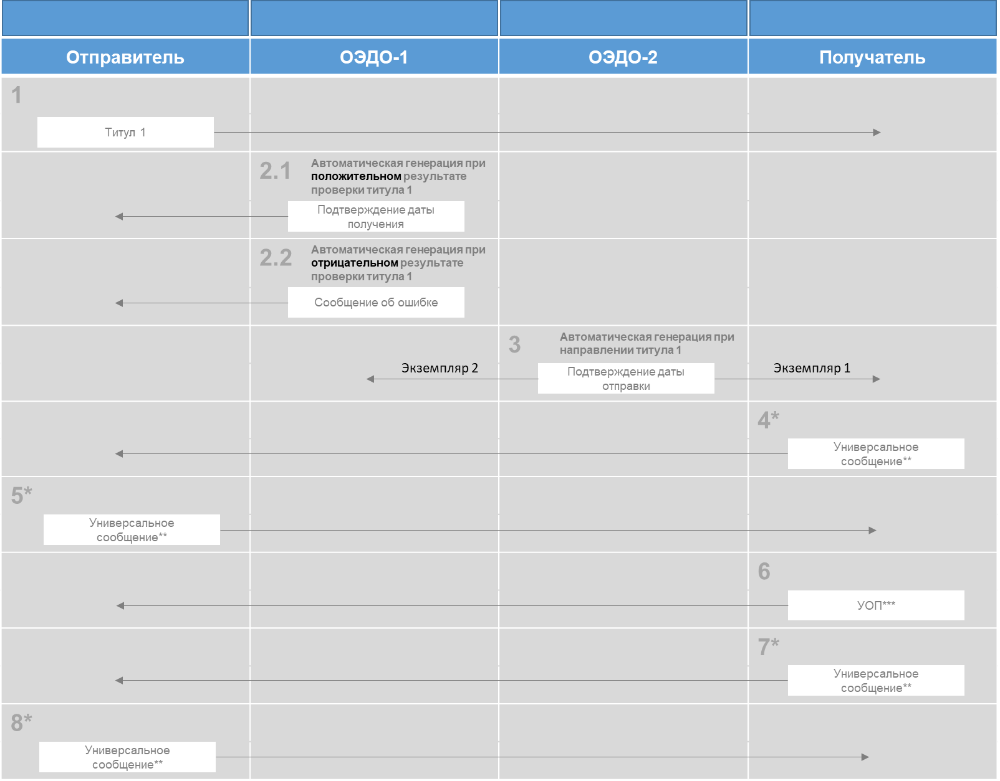 Отправитель
ОЭДО-1
ОЭДО-2
Получатель
1
Титул 1
2.1
Автоматическая генерация при
положительном результате
проверки титула 1
Подтверждение даты
получения
2.2
Автоматическая генерация при
отрицательном результате
проверки титула 1
Сообщение об ошибке
3
Автоматическая генерация при
направлении титула 1
Экземпляр 2
Подтверждение даты
отправки
Экземпляр 1
4*
Универсальное
сообщение**
5*
Универсальное
сообщение**
6
УОП***
7*
Универсальное
сообщение**
8*
Универсальное
сообщение**